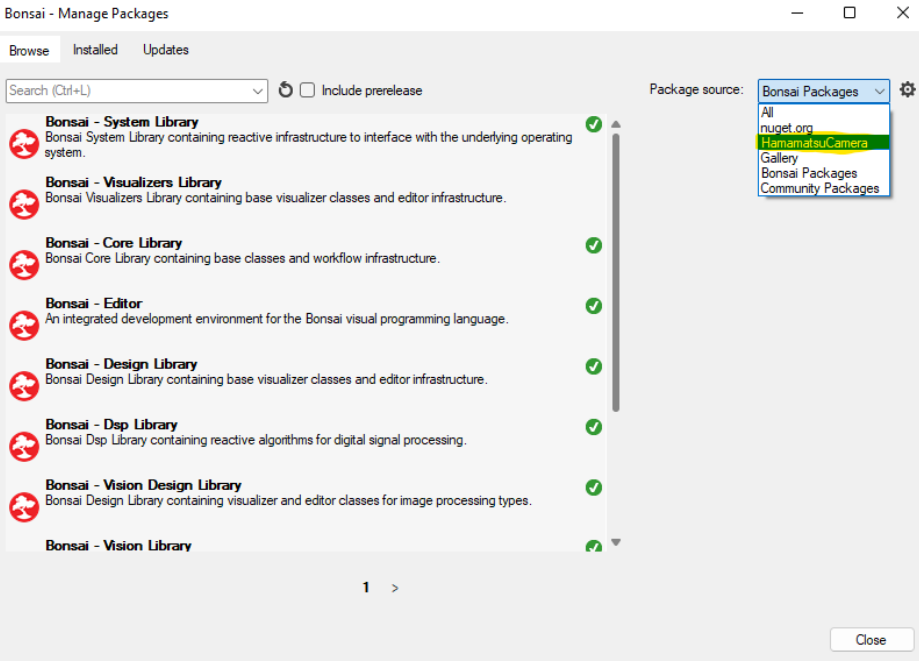 Bonsai - Manage Packages
Browse Installed Updates
Search (Ctrl+L) Include prerelease Package source: Bonsai Packages
All
nuget.org
HamamatsuCamera
Gallery
Bonsai Packages
Community Packages
Bonsai - System Library
Bonsai System Library containing reactive infrastructure to interface with the underlying operating
system.
Bonsai - Visualizers Library
Bonsai Visualizers Library containing base visualizer classes and editor infrastructure.
Bonsai - Core Library
Bonsai Core Library containing base classes and workflow infrastructure.
Bonsai - Editor
An integrated development environment for the Bonsai visual programming language.
Bonsai - Design Library
Bonsai Design Library containing base visualizer classes and editor infrastructure.
Bonsai - Dsp Library
Bonsai Dsp Library containing reactive algorithms for digital signal processing.
Bonsai - Vision Design Library
Bonsai Design Library containing visualizer and editor classes for image processing types.
Bonsai - Vision Library
1 >
Close